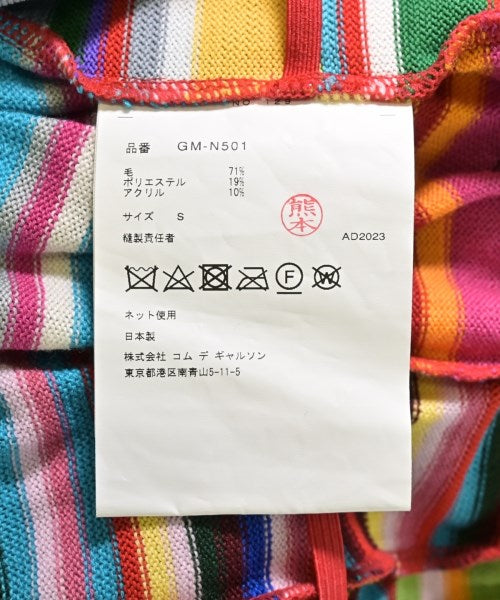 NO 129
品番 GM-N501
毛 71%
ポリエステル 19%
アクリル 10%
サイズ S
縫製責任者 熊本 AD2023
F W
ネット使用
日本製
株式会社 コム デ ギャルソン
東京都港区南青山5-11-5